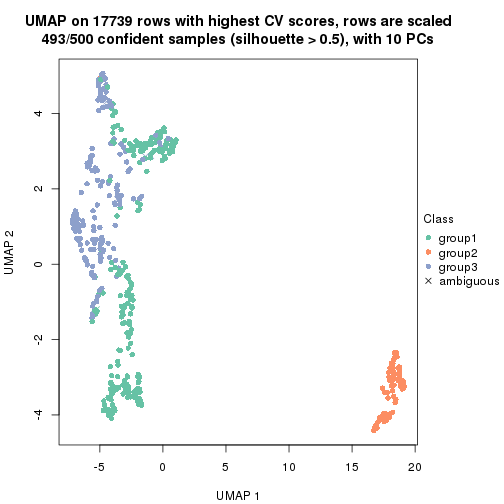 UMAP on 17739 rows with highest CV scores, rows are scaled
493/500 confident samples (silhouette > 0.5), with 10 PCs
4
2
0
-2
-4
UMAP 2
-5 0 5 10 15 20
UMAP 1
Class
group1
group2
group3
ambiguous